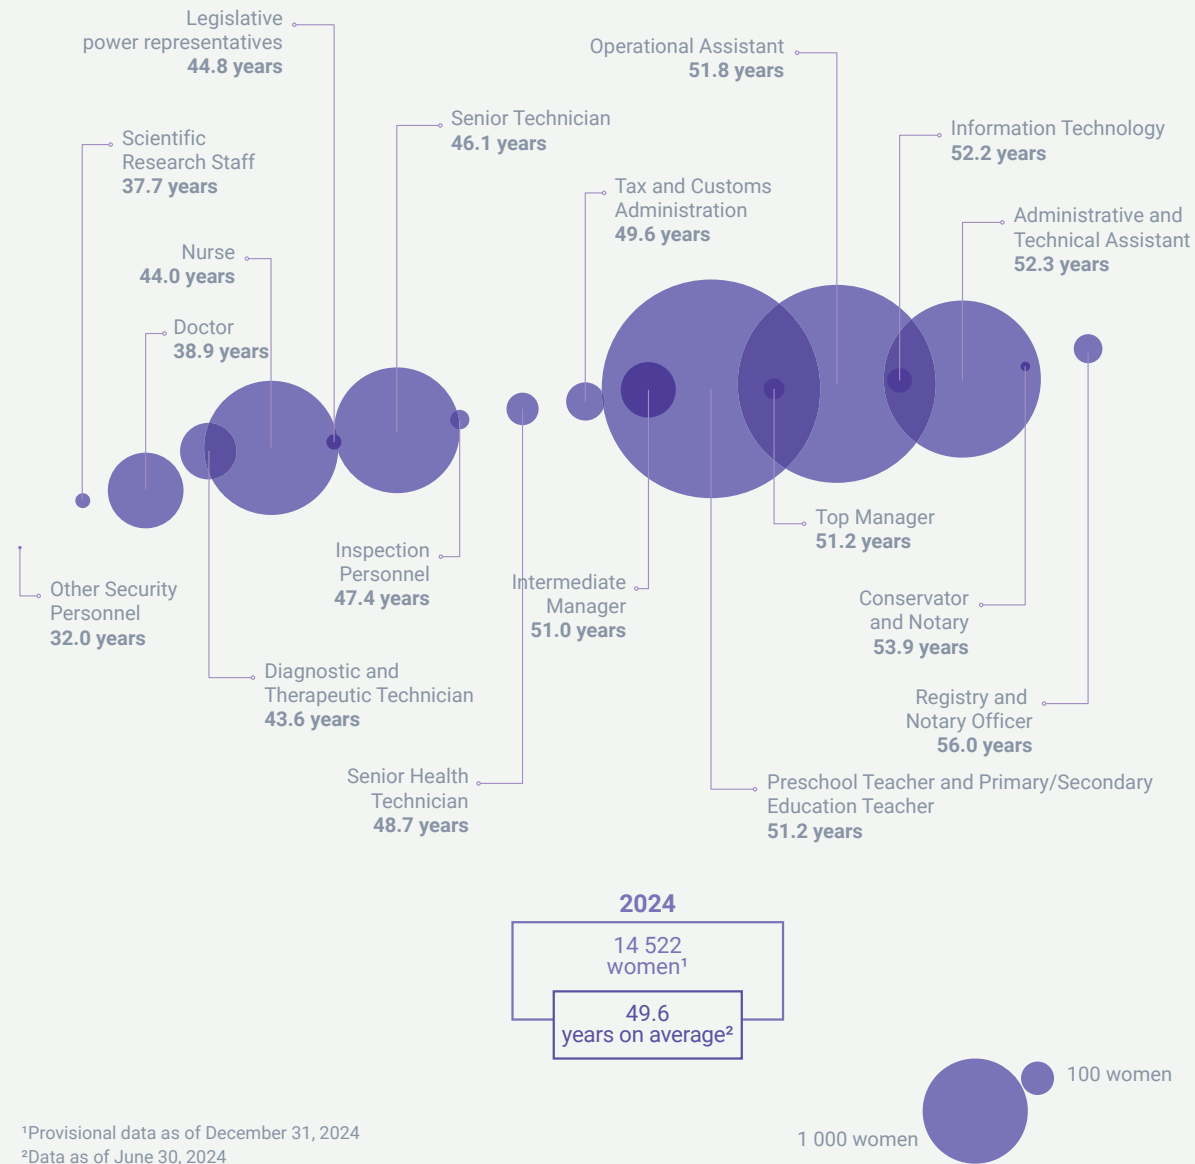 Legislative
power representatives
44.8 years
Operational Assistant
51.8 years
Senior Technician
46.1 years
Information Technology
52.2 years
Scientific
Research Staff
37.7 years
Tax and Customs
Administration
49.6 years
Administrative and
Technical Assistant
52.3 years
Nurse
44.0 years
Doctor
38.9 years
Top Manager
51.2 years
Inspection
Personnel
47.4 years
Intermediate
Manager
51.0 years
Other Security
Personnel
32.0 years
Conservator
and Notary
53.9 years
Diagnostic and
Therapeutic Technician
43.6 years
Registry and
Notary Officer
56.0 years
Senior Health
Technician
48.7 years
Preschool Teacher and Primary/Secondary
Education Teacher
51.2 years
2024
14 522
women¹
49.6
years on average²
100 women
1 000 women
¹Provisional data as of December 31, 2024
²Data as of June 30, 2024